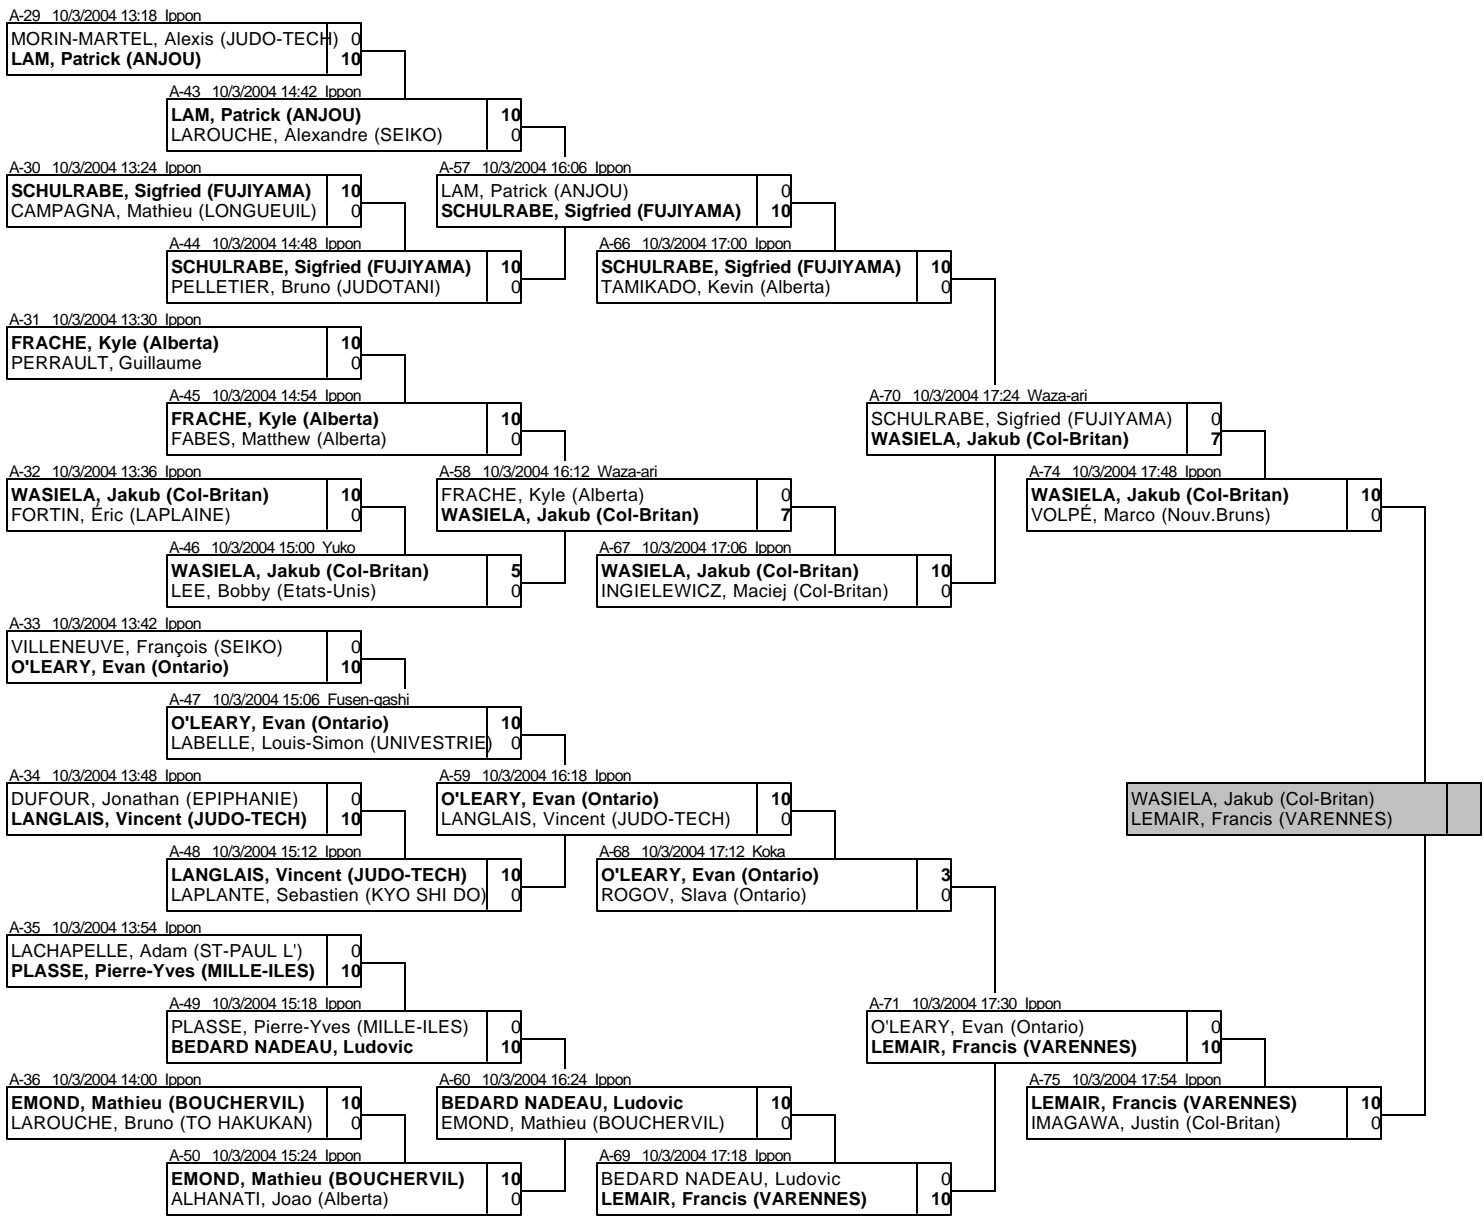 A-29 10/3/2004 13:18 Ippon
MORIN-MARTEL, Alexis (JUDO-TECH) 0
LAM, Patrick (ANJOU) 10
A-43 10/3/2004 14:42 Ippon
LAM, Patrick (ANJOU) 10
LAROUCHE, Alexandre (SEIKO) 0
A-30 10/3/2004 13:24 Ippon
SCHULRABE, Sigfried (FUJIYAMA) 10
CAMPAGNA, Mathieu (LONGUEUIL) 0
A-57 10/3/2004 16:06 Ippon
LAM, Patrick (ANJOU) 0
SCHULRABE, Sigfried (FUJIYAMA) 10
A-44 10/3/2004 14:48 Ippon
SCHULRABE, Sigfried (FUJIYAMA) 10
PELLETIER, Bruno (JUDOTANI) 0
A-66 10/3/2004 17:00 Ippon
SCHULRABE, Sigfried (FUJIYAMA) 10
TAMIKADO, Kevin (Alberta) 0
A-31 10/3/2004 13:30 Ippon
FRACHE, Kyle (Alberta) 10
PERRAULT, Guillaume 0
A-45 10/3/2004 14:54 Ippon
FRACHE, Kyle (Alberta) 10
FABES, Matthew (Alberta) 0
A-70 10/3/2004 17:24 Waza-ari
SCHULRABE, Sigfried (FUJIYAMA) 0
WASIELA, Jakub (Col-Britan) 7
A-32 10/3/2004 13:36 Ippon
WASIELA, Jakub (Col-Britan) 10
FORTIN, Éric (LAPLAINE) 0
A-58 10/3/2004 16:12 Waza-ari
FRACHE, Kyle (Alberta) 0
WASIELA, Jakub (Col-Britan) 7
A-74 10/3/2004 17:48 Ippon
WASIELA, Jakub (Col-Britan) 10
VOLPÉ, Marco (Nouv.Bruns) 0
A-46 10/3/2004 15:00 Yuko
WASIELA, Jakub (Col-Britan) 5
LEE, Bobby (Etats-Unis) 0
A-67 10/3/2004 17:06 Ippon
WASIELA, Jakub (Col-Britan) 10
INGIELEWICZ, Maciej (Col-Britan) 0
A-33 10/3/2004 13:42 Ippon
VILLENEUVE, François (SEIKO) 0
O'LEARY, Evan (Ontario) 10
A-47 10/3/2004 15:06 Fusen-gashi
O'LEARY, Evan (Ontario) 10
LABELLE, Louis-Simon (UNIVESTRIE) 0
A-34 10/3/2004 13:48 Ippon
DUFOUR, Jonathan (EPIPHANIE) 0
LANGLAIS, Vincent (JUDO-TECH) 10
A-59 10/3/2004 16:18 Ippon
O'LEARY, Evan (Ontario) 10
LANGLAIS, Vincent (JUDO-TECH) 0
WASIELA, Jakub (Col-Britan)
LEMAIR, Francis (VARENNES)
A-48 10/3/2004 15:12 Ippon
LANGLAIS, Vincent (JUDO-TECH) 10
LAPLANTE, Sebastien (KYO SHI DO) 0
A-68 10/3/2004 17:12 Koka
O'LEARY, Evan (Ontario) 3
ROGOV, Slava (Ontario) 0
A-35 10/3/2004 13:54 Ippon
LACHAPELLE, Adam (ST-PAUL L') 0
PLASSE, Pierre-Yves (MILLE-ILES) 10
A-49 10/3/2004 15:18 Ippon
PLASSE, Pierre-Yves (MILLE-ILES) 0
BEDARD NADEAU, Ludovic 10
A-71 10/3/2004 17:30 Ippon
O'LEARY, Evan (Ontario) 0
LEMAIR, Francis (VARENNES) 10
A-36 10/3/2004 14:00 Ippon
EMOND, Mathieu (BOUCHERVIL) 10
LAROUCHE, Bruno (TO HAKUKAN) 0
A-60 10/3/2004 16:24 Ippon
BEDARD NADEAU, Ludovic 10
EMOND, Mathieu (BOUCHERVIL) 0
A-75 10/3/2004 17:54 Ippon
LEMAIR, Francis (VARENNES) 10
IMAGAWA, Justin (Col-Britan) 0
A-50 10/3/2004 15:24 Ippon
EMOND, Mathieu (BOUCHERVIL) 10
ALHANATI, Joao (Alberta) 0
A-69 10/3/2004 17:18 Ippon
BEDARD NADEAU, Ludovic 0
LEMAIR, Francis (VARENNES) 10